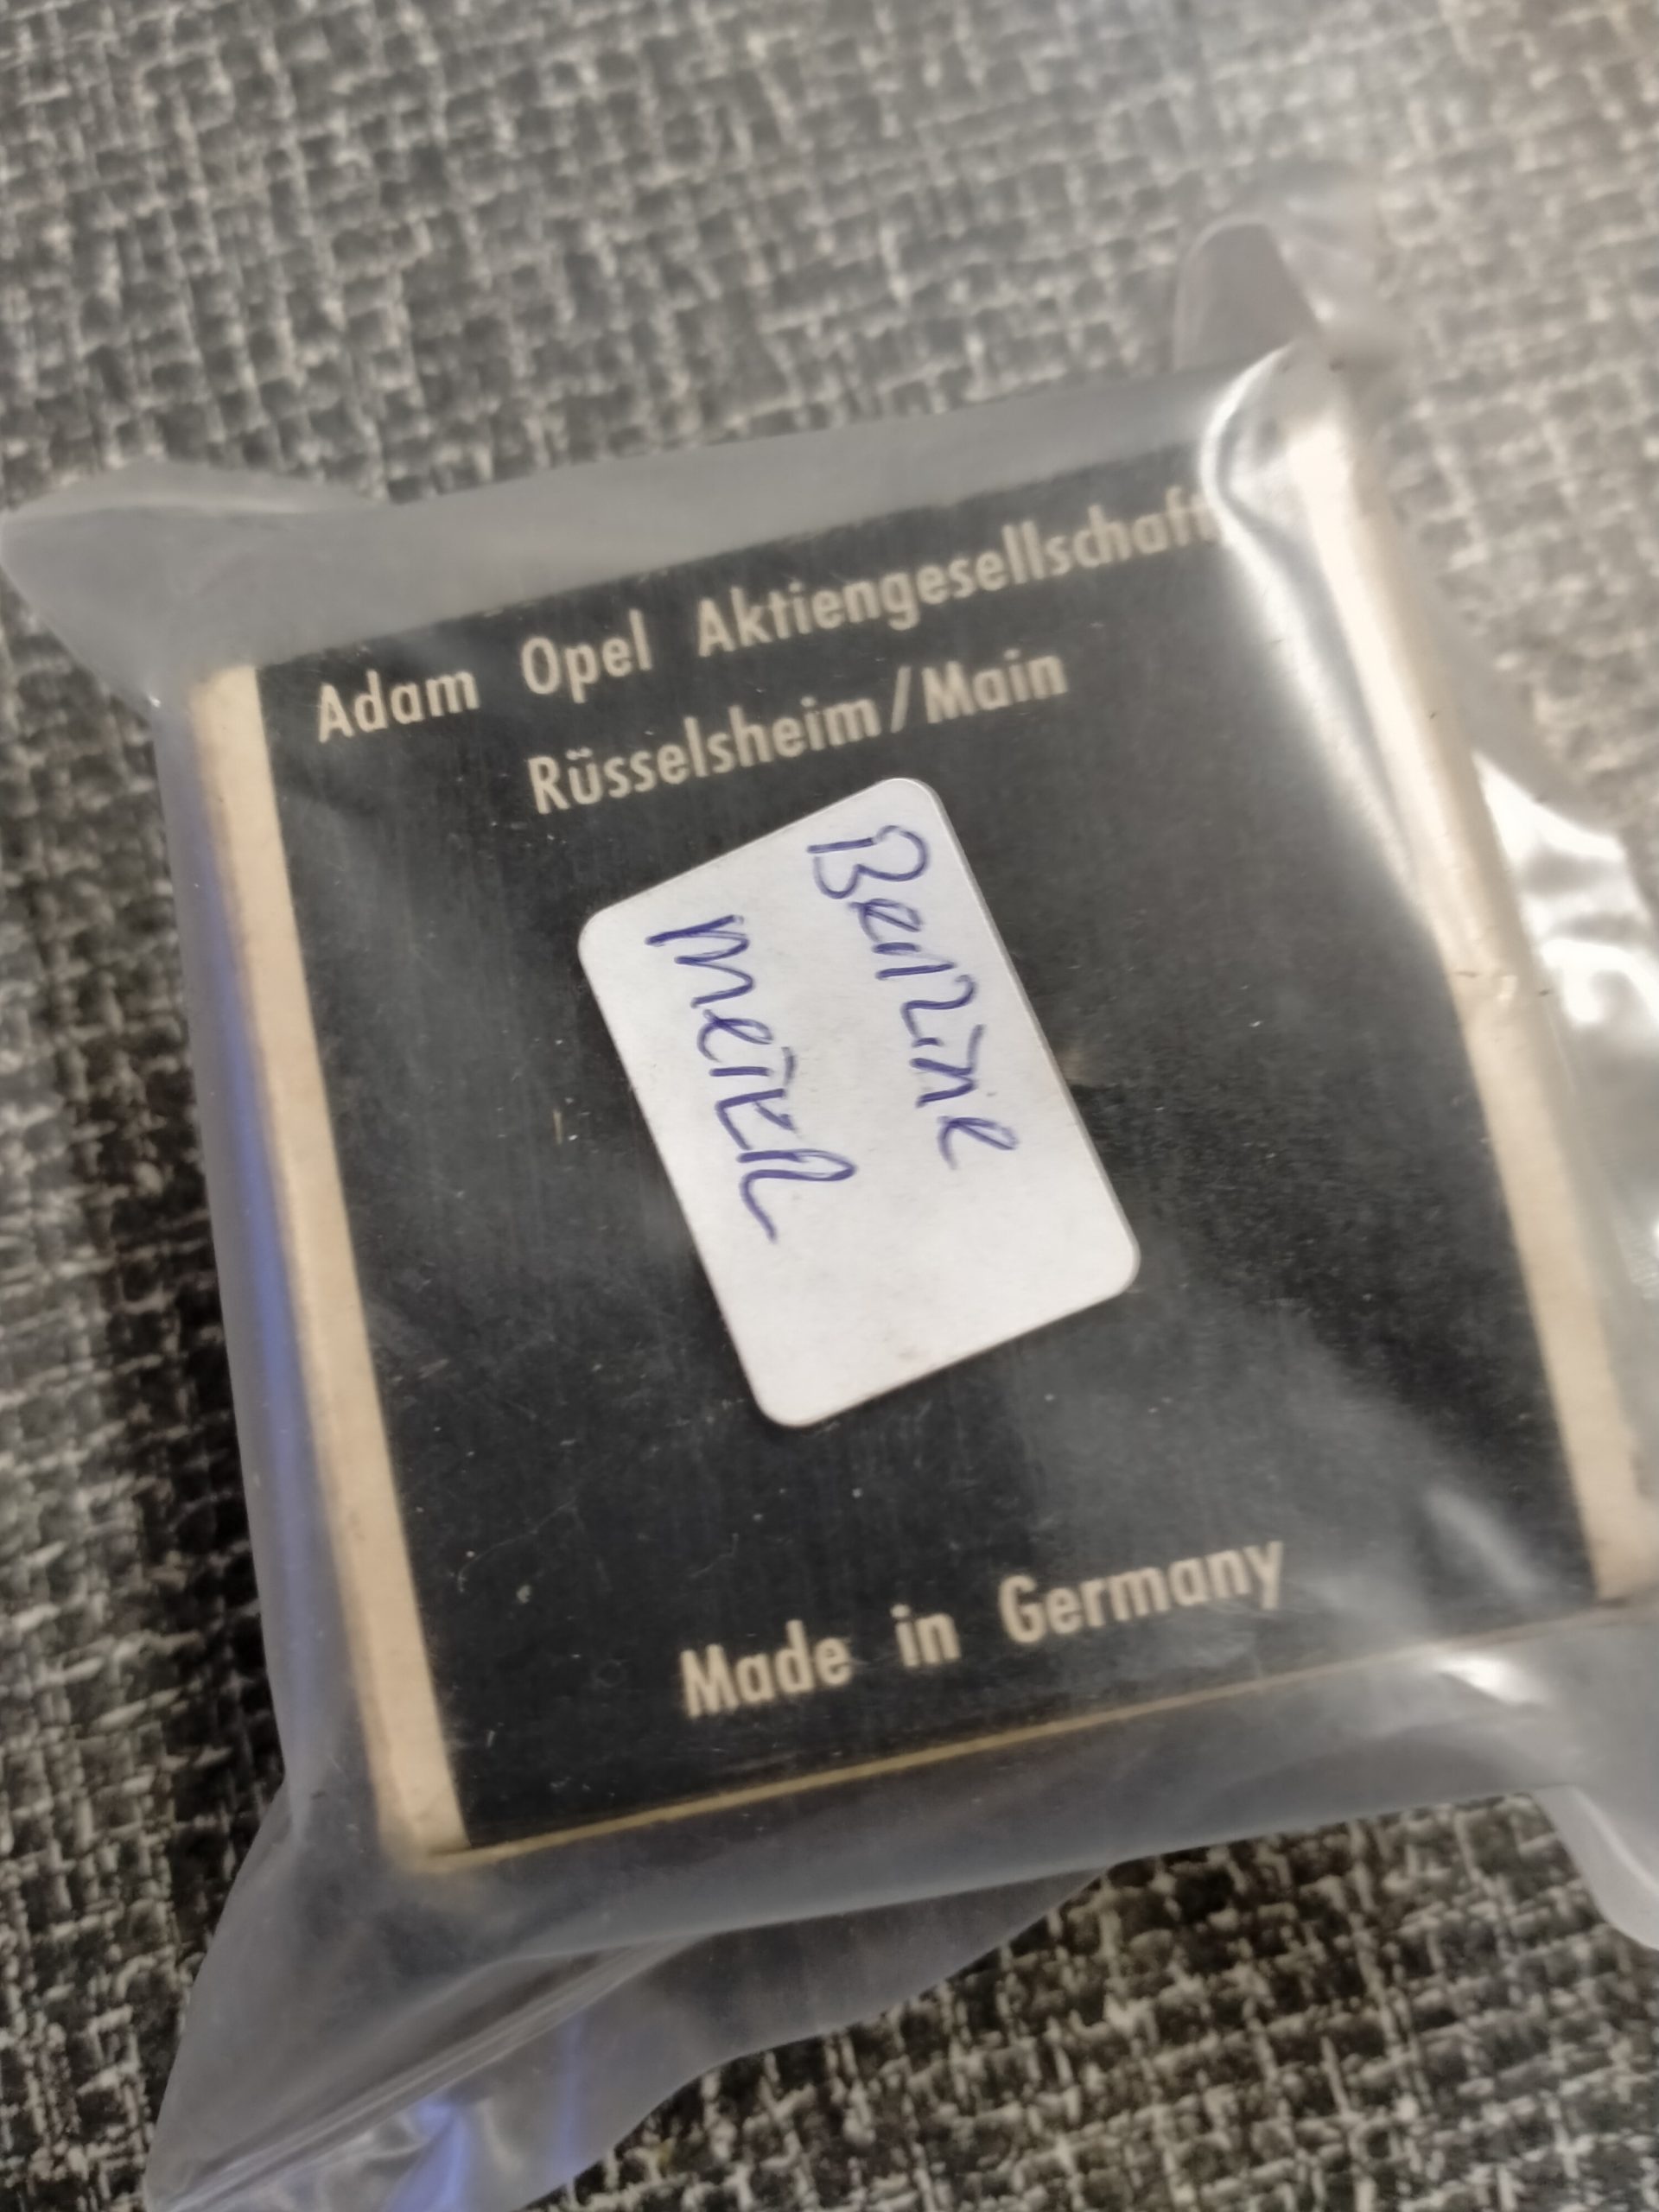 Adam Opel Aktiengesellschaft
Rüsselsheim/Main
Benzine
meter
Made in Germany